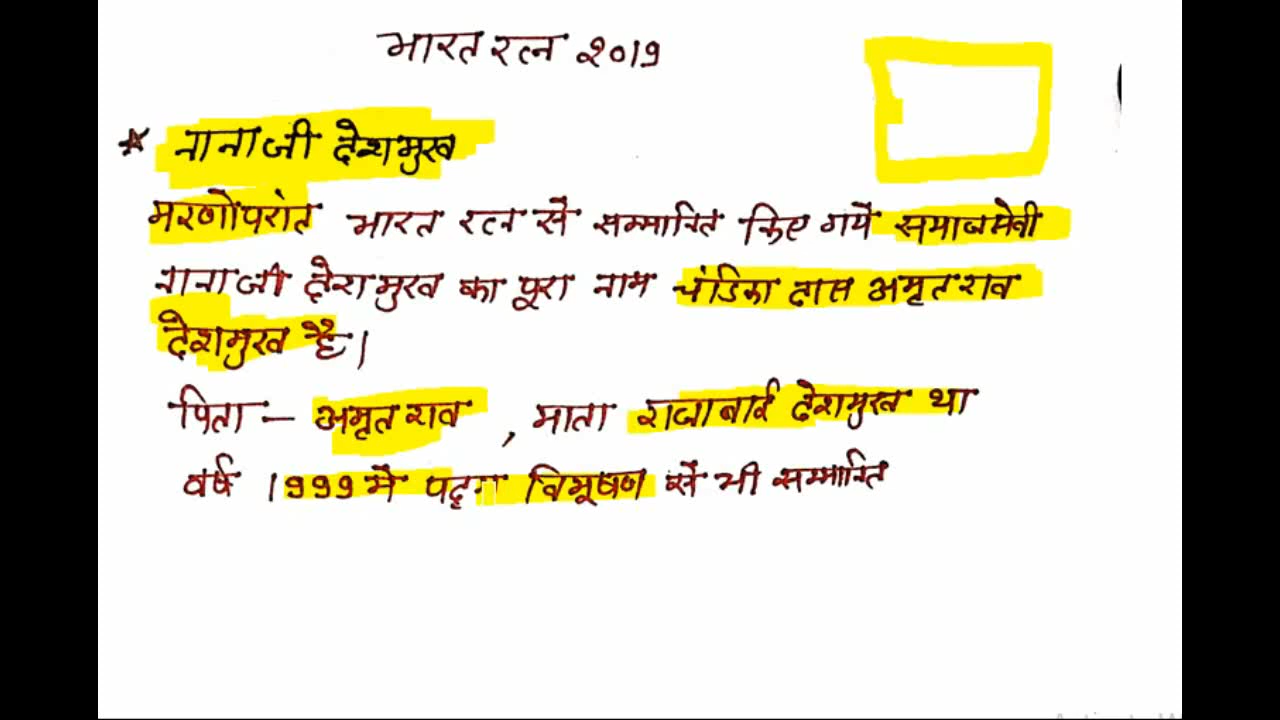 भारत रत्न 2019
* नानाजी देशमुख
मरणोपरांत भारत रत्न से सम्मानित किए गये समाजसेवी
नानाजी देशमुख का पूरा नाम चंडिका दास अमृतराव
देशमुख है।
पिता - अमृतराव , माता राजाबाई देशमुख था
वर्ष 1999 में पद्म विभूषण से भी सम्मानित